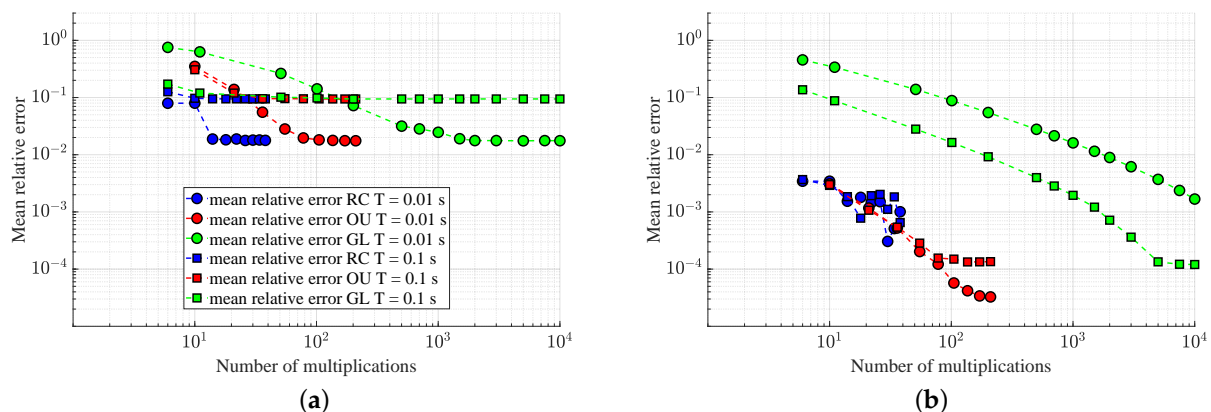 10^0
10^-1
10^-2
10^-3
10^-4
Mean relative error
mean relative error RC T = 0.01 s
mean relative error OU T = 0.01 s
mean relative error GL T = 0.01 s
mean relative error RC T = 0.1 s
mean relative error OU T = 0.1 s
mean relative error GL T = 0.1 s
10^1
10^2
10^3
10^4
Number of multiplications
(a)
10^0
10^-1
10^-2
10^-3
10^-4
Mean relative error
10^1
10^2
10^3
10^4
Number of multiplications
(b)